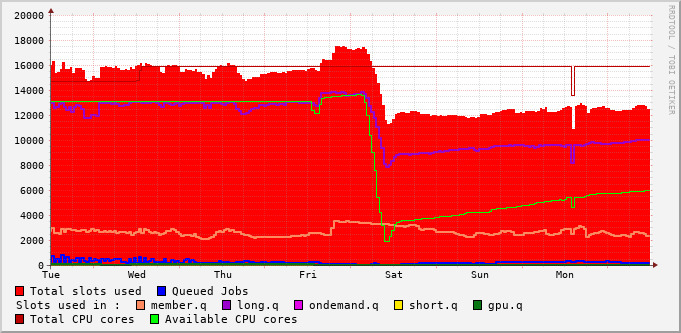 20000
18000
16000
14000
12000
10000
8000
6000
4000
2000
0
Tue Wed Thu Fri Sat Sun Mon
Total slots used Queued Jobs
Slots used in : member.q long.q ondemand.q short.q gpu.q
Total CPU cores Available CPU cores
RRDTOOL / TOBI OETIKER